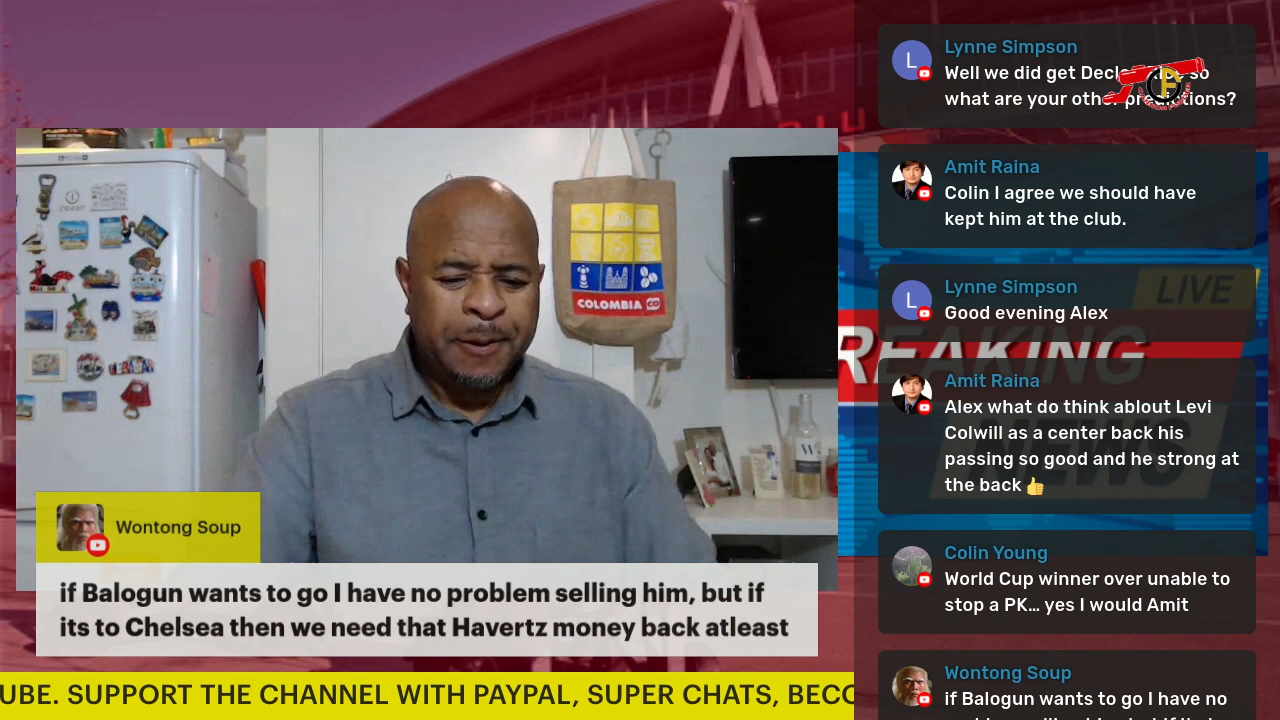 Lynne Simpson
Well we did get Decl so
what are your other predictions?
Amit Raina
Colin I agree we should have
kept him at the club.
Lynne Simpson
Good evening Alex
LIVE
BREAKING
NEWS
Amit Raina
Alex what do think ablout Levi
Colwill as a center back his
passing so good and he strong at
the back 👍
Colin Young
World Cup winner over unable to
stop a PK... yes I would Amit
Wontong Soup
if Balogun wants to go I have no
COLOMBIA CO
Wontong Soup
if Balogun wants to go I have no problem selling him, but if
its to Chelsea then we need that Havertz money back atleast
UBE. SUPPORT THE CHANNEL WITH PAYPAL, SUPER CHATS, BECO